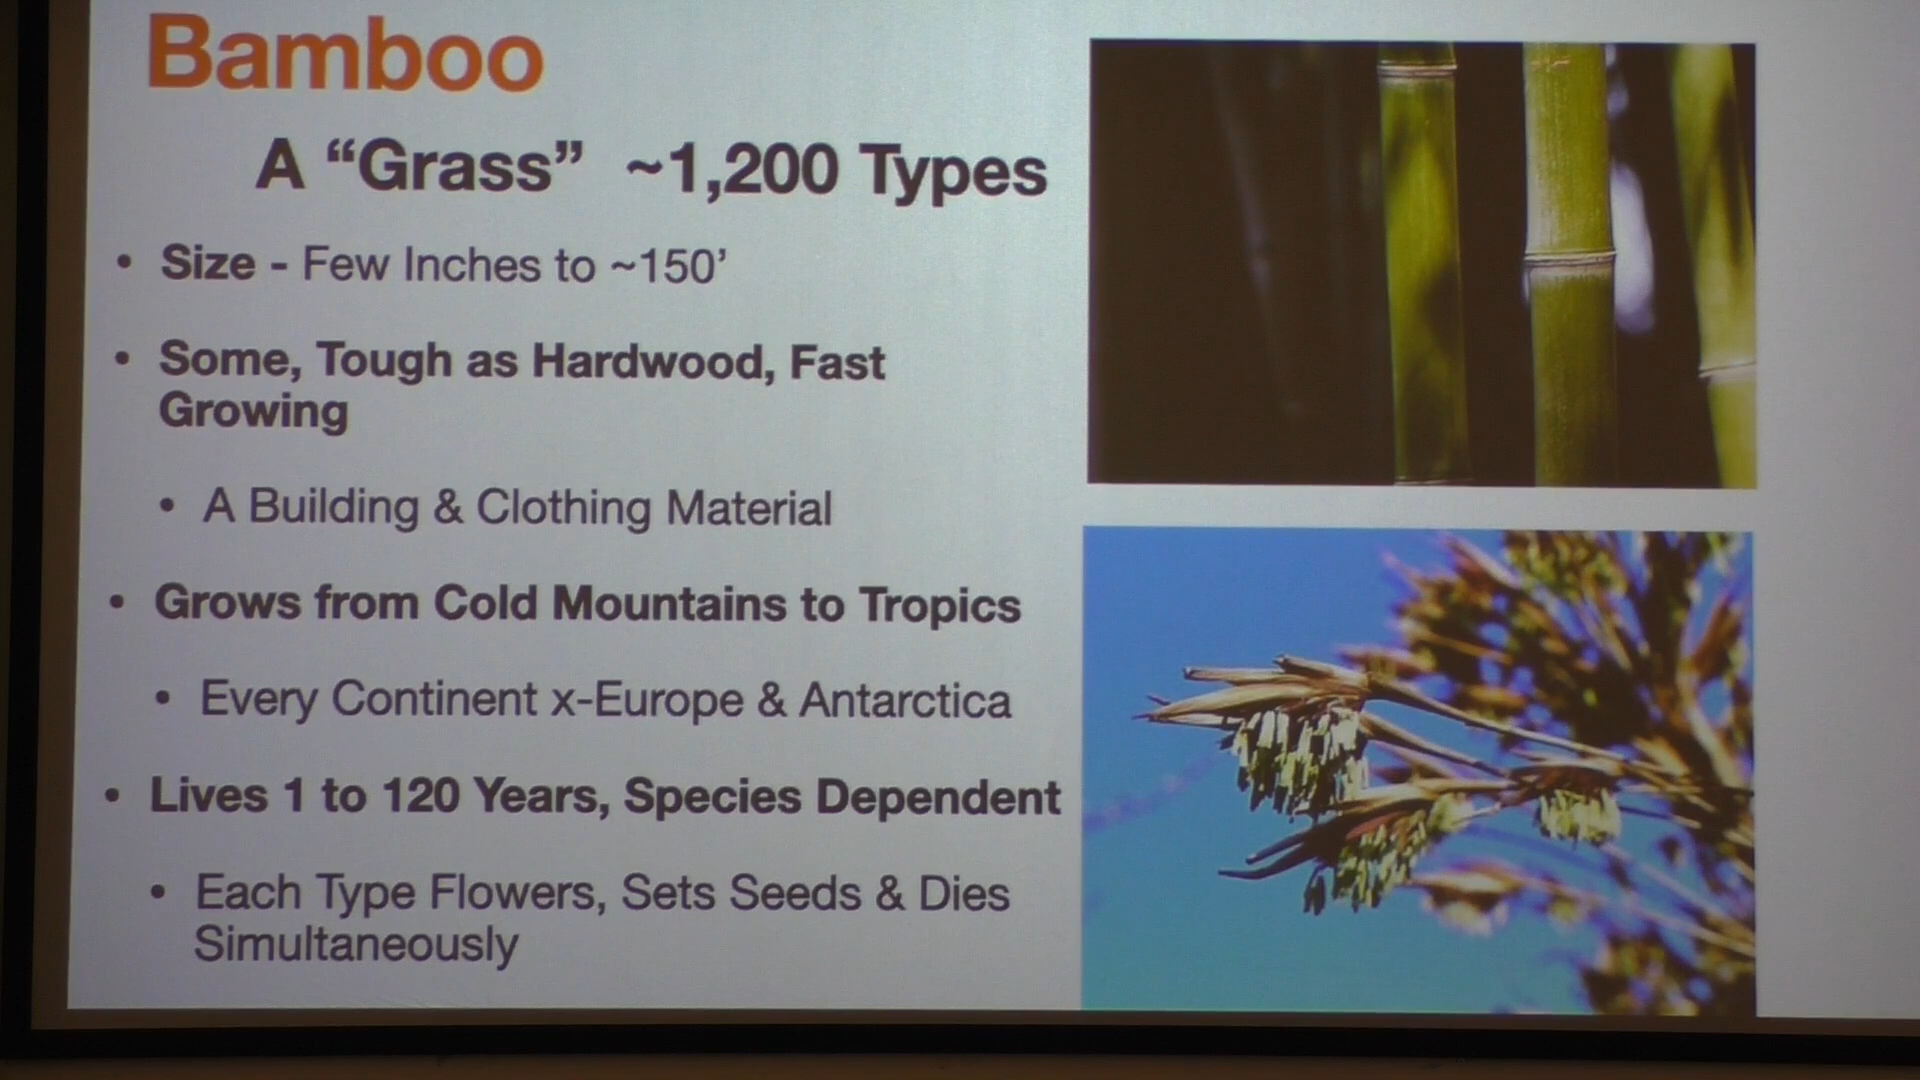 Bamboo
A “Grass” ~1,200 Types
• Size - Few Inches to ~150’
• Some, Tough as Hardwood, Fast
Growing
• A Building & Clothing Material
• Grows from Cold Mountains to Tropics
• Every Continent x-Europe & Antarctica
• Lives 1 to 120 Years, Species Dependent
• Each Type Flowers, Sets Seeds & Dies
Simultaneously